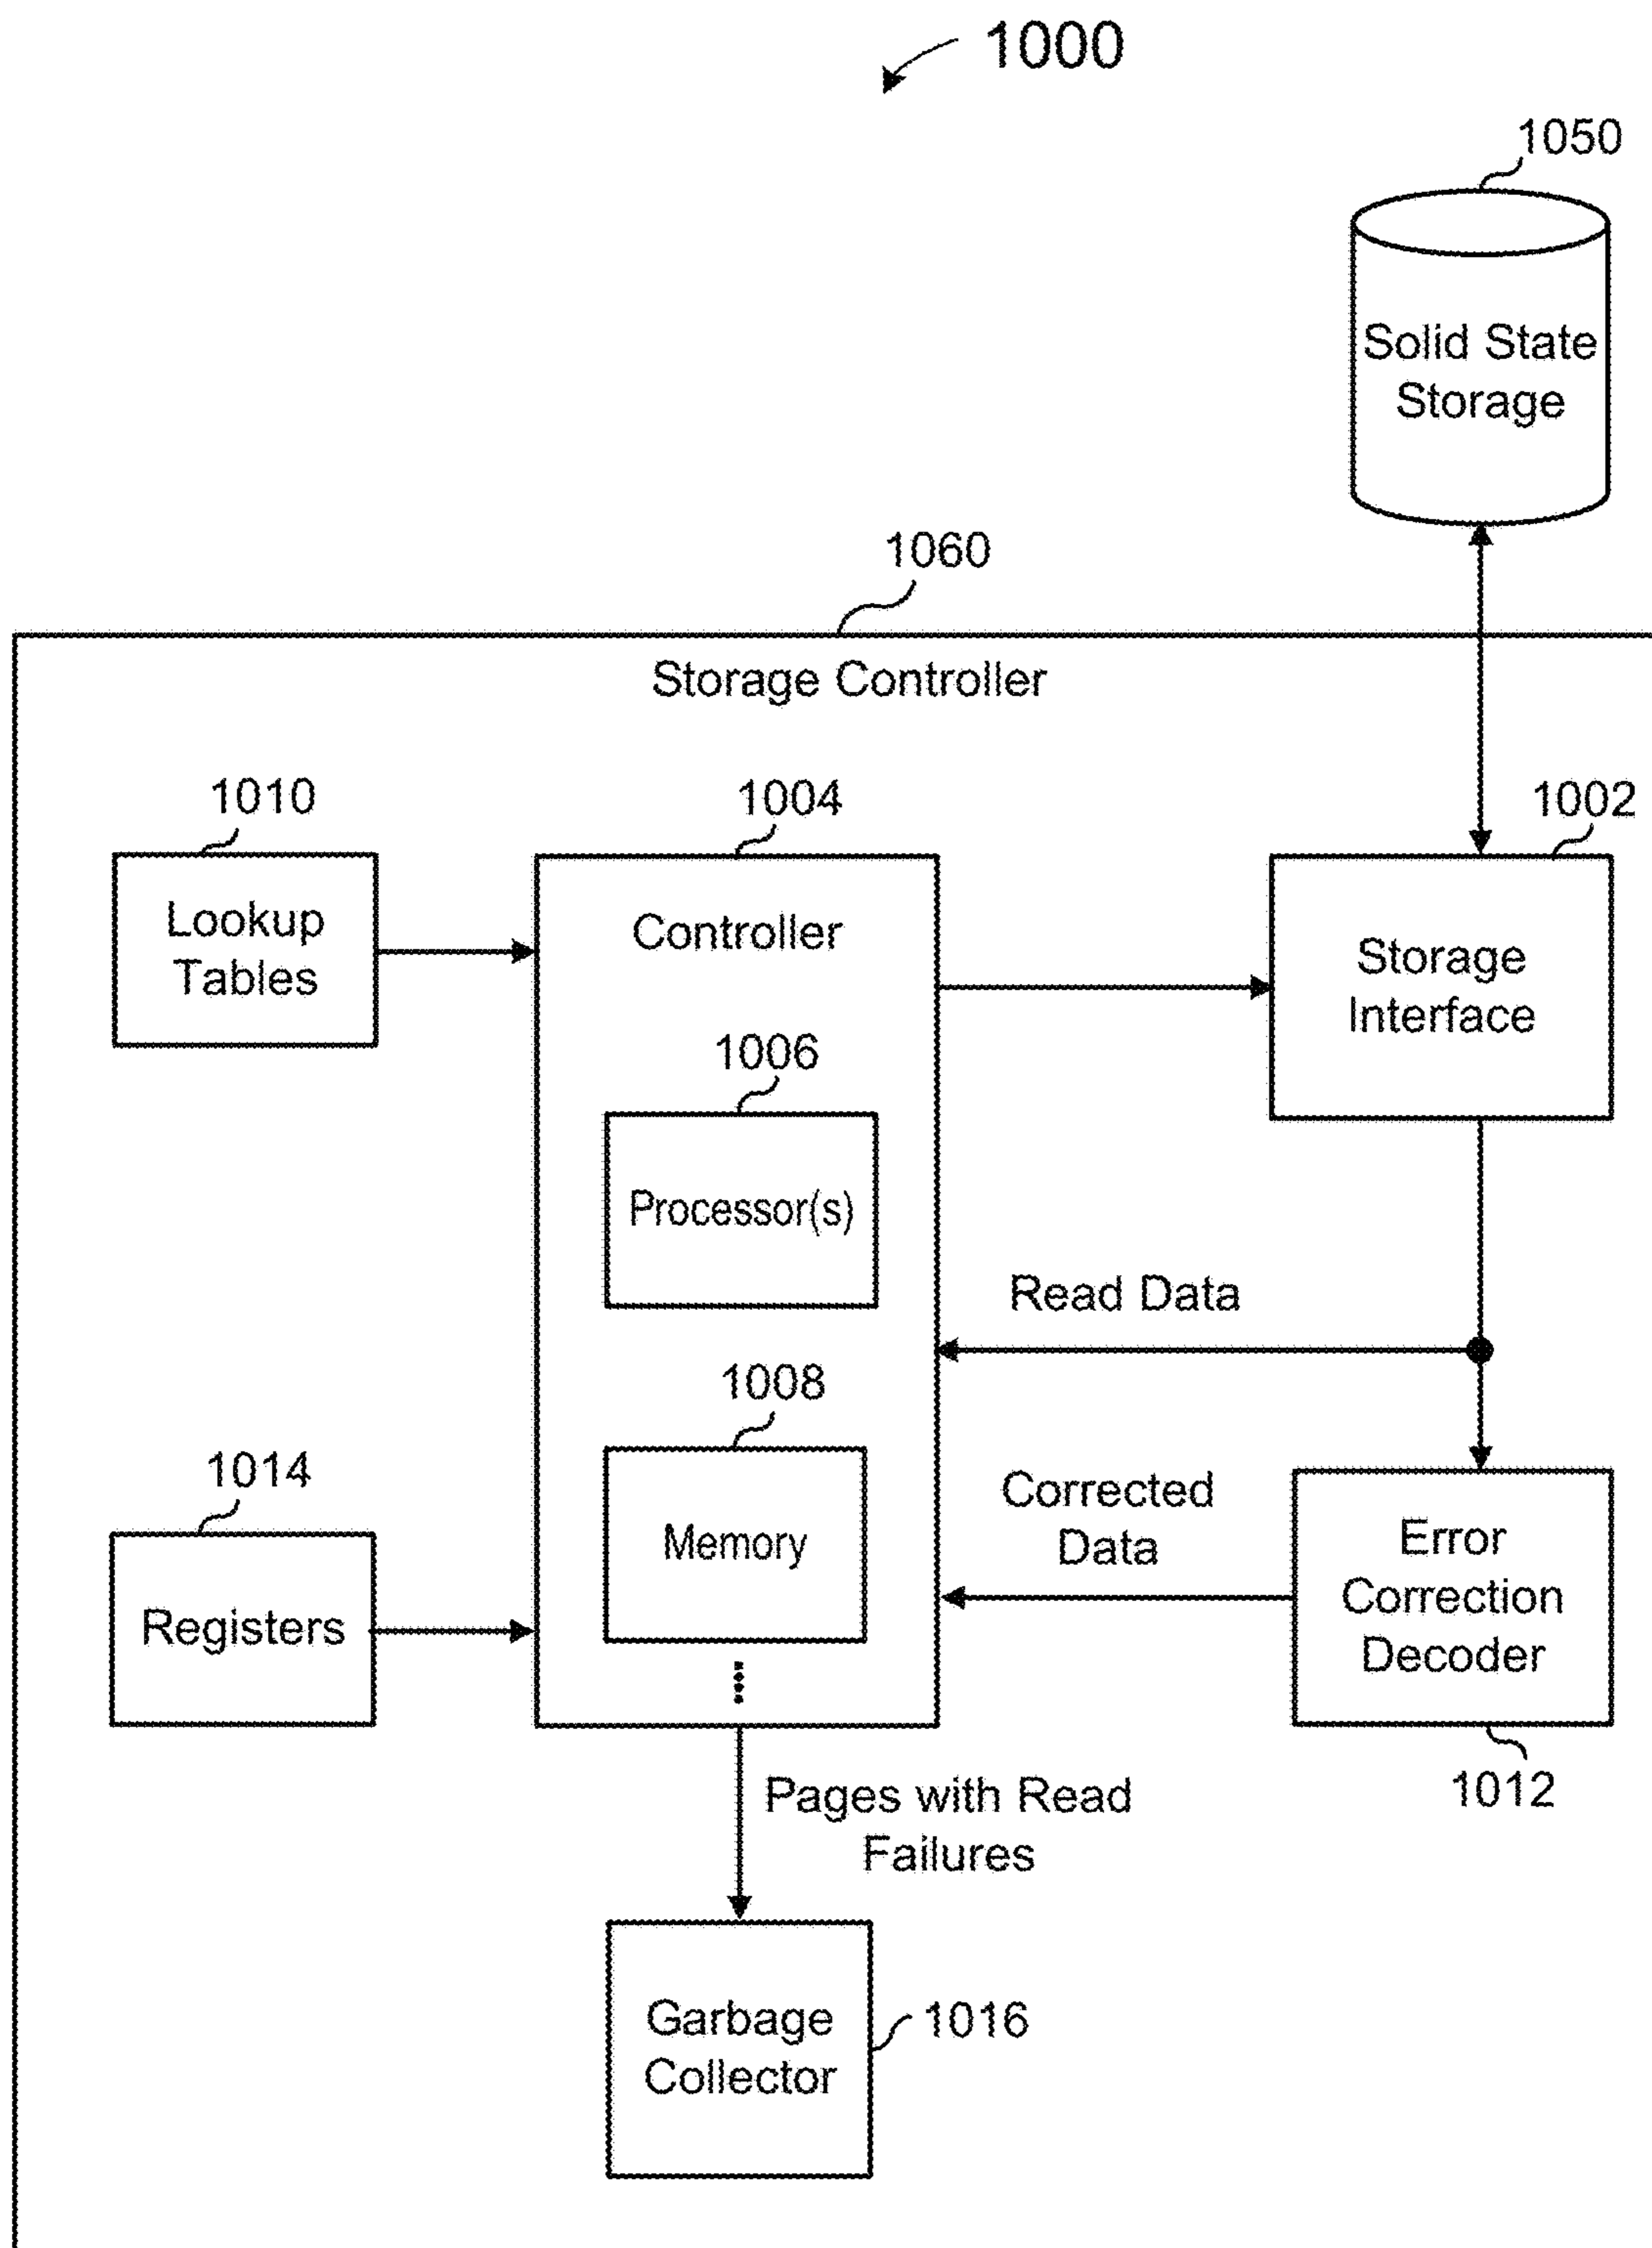 1000
1050
Solid State
Storage
1060
Storage Controller
1010
1004
1002
Lookup
Tables
Controller
Storage
Interface
1006
Processor(s)
Read Data
1008
1014
Memory
Corrected
Data
Error
Correction
Decoder
Registers
1012
Pages with Read
Failures
Garbage
Collector
1016